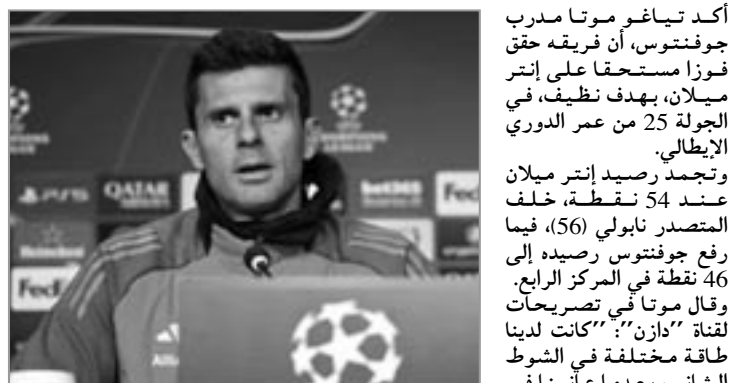 أكد تياغو موتا مدرب
جوفنتوس، أن فريقه حقق
فوزا مستحقا على إنتر
ميلان، بهدف نظيف، في
الجولة 25 من عمر الدوري
الإيطالي.
وتجمد رصيد إنتر ميلان
عند 54 نقطة، خلف
المتصدر نابولي (56)، فيما
رفع جوفنتوس رصيده إلى
46 نقطة في المركز الرابع.
وقال موتا في تصريحات
لقناة ’’دازن’’: ’’كانت لدينا
طاقة مختلفة في الشوط
QATAR
bet365
Heineken